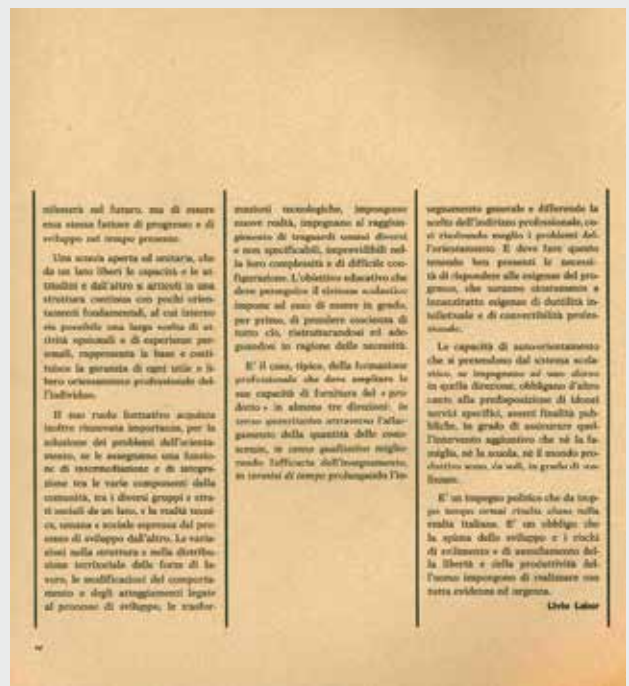 rifletterà sul futuro, ma di essere
essa stessa fattore di progresso e di
sviluppo nel tempo presente.
Una scuola aperta ed unitaria, che
da un lato liberi le capacità e le at-
titudini e dall'altro si articoli in una
struttura continua con pochi orien-
tamenti fondamentali, al cui interno
sia possibile una larga scelta di at-
tività opzionali e di esperienze per-
sonali, rappresenta la base e costi-
tuisce la garanzia di ogni utile e li-
bero orientamento professionale del-
l'individuo.
Il suo ruolo formativo acquista
inoltre rinnovata importanza, per la
soluzione dei problemi dell'orienta-
mento, se le assegnamo una funzio-
ne di intermediazione e di integra-
zione tra le varie componenti della
comunità, tra i diversi gruppi e stra-
ti sociali da un lato, e la realtà tecni-
ca, umana e sociale espressa dal pro-
cesso di sviluppo dall'altro. Le varia-
zioni nella struttura e nella distribu-
zione territoriale delle forze di la-
voro, le modificazioni del comporta-
mento e degli atteggiamenti legate
al processo di sviluppo, le trasfor-
mazioni tecnologiche, impongono
nuove realtà, impegnano al raggiun-
gimento di traguardi umani diversi
e non specificabili, imprevedibili nel-
la loro complessità e di difficile con-
figurazione. L'obiettivo educativo che
deve perseguire il sistema scolastico
impone ad esso di essere in grado,
per primo, di prendere coscienza di
tutto ciò, ristrutturandosi ed ade-
guandosi in ragione delle necessità.
E' il caso, tipico, della formazione
professionale che deve ampliare le
sue capacità di fornitura del « pro-
dotto » in almeno tre direzioni: in
senso quantitativo attraverso l'allar-
gamento della quantità delle cono-
scenze, in senso qualitativo miglio-
rando l'efficacia dell'insegnamento,
in termini di tempo prolungando l'in-
segnamento generale e differendo la
scelta dell'indirizzo professionale, co-
sì risolvendo meglio i problemi del-
l'orientamento. E deve fare questo
tenendo ben presenti le necessi-
tà di rispondere alle esigenze del pro-
gresso, che saranno sicuramente e
innanzitutto esigenze di duttilità in-
tellettuale e di convertibilità profes-
sionale.
Le capacità di auto-orientamento
che si pretendono dal sistema scola-
stico, se impegnano ad uno sforzo
in quella direzione, obbligano d'altro
canto alla predisposizione di idonei
servizi specifici, aventi finalità pub-
bliche, in grado di assicurare quel-
l'intervento aggiuntivo che né la fa-
miglia, né la scuola, né il mondo pro-
duttivo sono, da soli, in grado di rea-
lizzare.
E' un impegno politico che da trop-
po tempo ormai risulta eluso nella
realtà italiana. E' un obbligo che
la spinta dello sviluppo e i rischi
di svilimento e di annullamento del-
la libertà e della produttività del-
l'uomo impongono di realizzare con
tutta evidenza ed urgenza.
Livio Labor